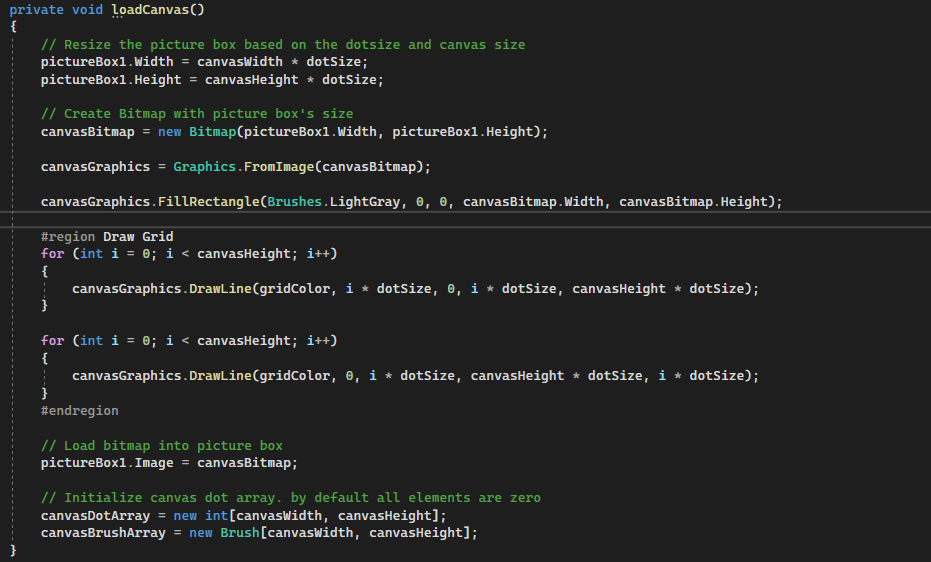 private void loadCanvas()
{
// Resize the picture box based on the dotsize and canvas size
pictureBox1.Width = canvasWidth * dotSize;
pictureBox1.Height = canvasHeight * dotSize;
// Create Bitmap with picture box's size
canvasBitmap = new Bitmap(pictureBox1.Width, pictureBox1.Height);
canvasGraphics = Graphics.FromImage(canvasBitmap);
canvasGraphics.FillRectangle(Brushes.LightGray, 0, 0, canvasBitmap.Width, canvasBitmap.Height);
#region Draw Grid
for (int i = 0; i < canvasHeight; i++)
{
canvasGraphics.DrawLine(gridColor, i * dotSize, 0, i * dotSize, canvasHeight * dotSize);
}
for (int i = 0; i < canvasHeight; i++)
{
canvasGraphics.DrawLine(gridColor, 0, i * dotSize, canvasHeight * dotSize, i * dotSize);
}
#endregion
// Load bitmap into picture box
pictureBox1.Image = canvasBitmap;
// Initialize canvas dot array. by default all elements are zero
canvasDotArray = new int[canvasWidth, canvasHeight];
canvasBrushArray = new Brush[canvasWidth, canvasHeight];
}